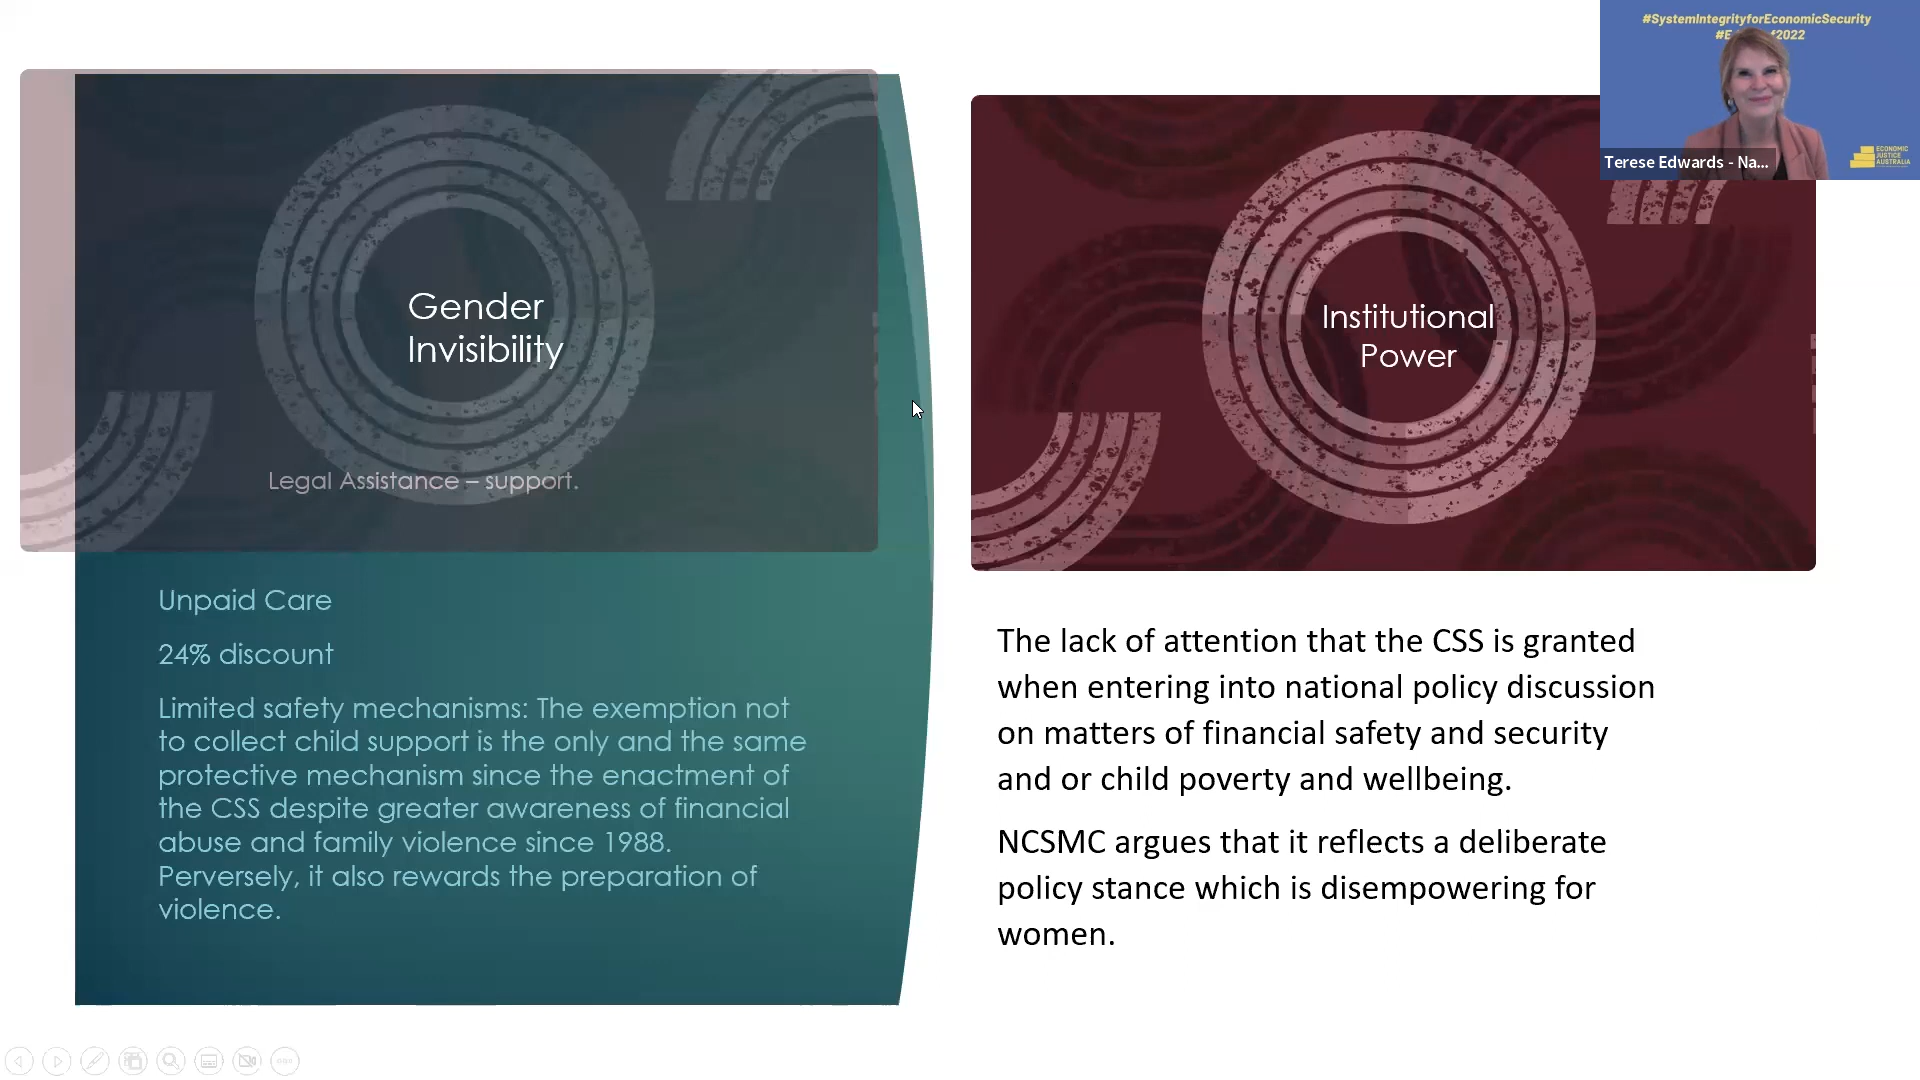 #SystemIntegrityforEconomicSecurity
Terese Edwards - Na...
ECONOMIC
JUSTICE
AUSTRALIA
Gender
Invisibility
Legal Assistance – support.
Unpaid Care
24% discount
Limited safety mechanisms: The exemption not
to collect child support is the only and the same
protective mechanism since the enactment of
the CSS despite greater awareness of financial
abuse and family violence since 1988.
Perversely, it also rewards the preparation of
violence.
Institutional
Power
The lack of attention that the CSS is granted
when entering into national policy discussion
on matters of financial safety and security
and or child poverty and wellbeing.
NCSMC argues that it reflects a deliberate
policy stance which is disempowering for
women.